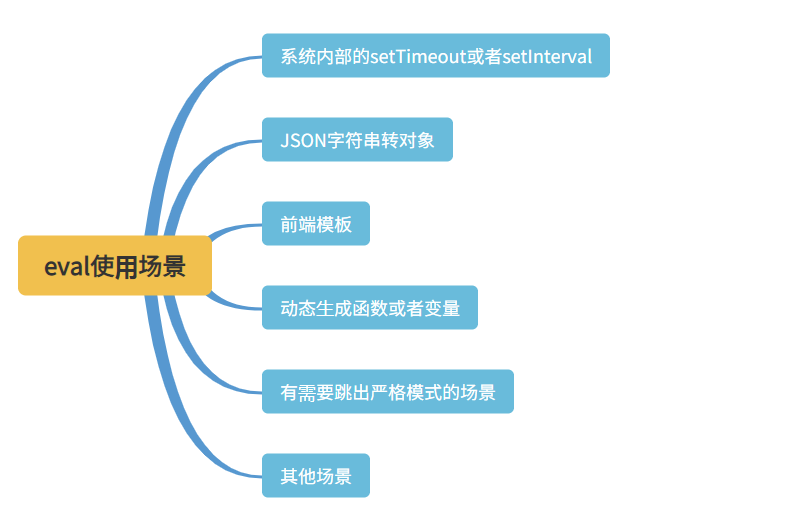 系统内部的setTimeout或者setInterval
JSON字符串转对象
前端模板
eval使用场景
动态生成函数或者变量
有需要跳出严格模式的场景
其他场景